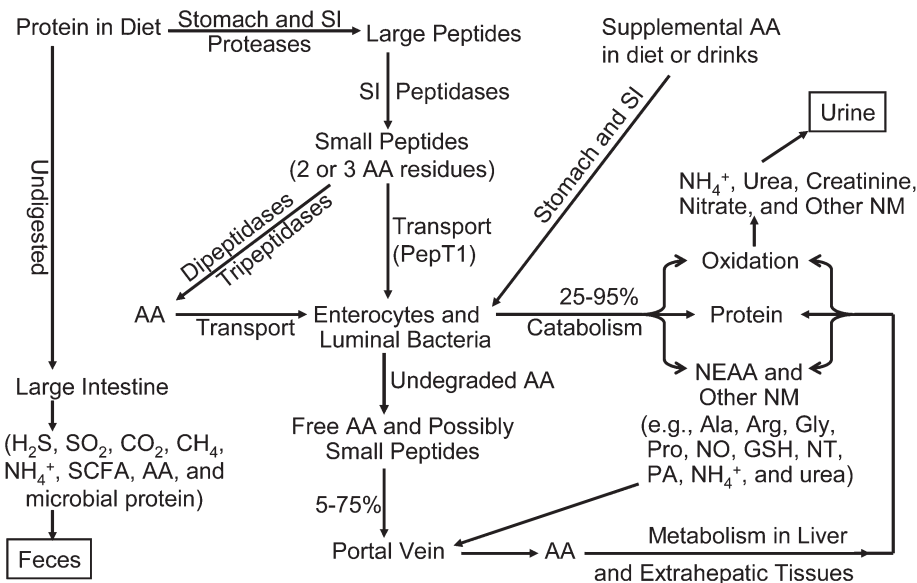 Protein in Diet
Stomach and SI
Proteases
Large Peptides
Supplemental AA
in diet or drinks
SI Peptidases
Small Peptides
(2 or 3 AA residues)
Stomach and SI
Urine
NH₄⁺, Urea, Creatinine,
Nitrate, and Other NM
Undigested
Dipeptidases
Tripeptidases
Transport
(PepT1)
Oxidation
AA
Transport
Enterocytes and
Luminal Bacteria
25-95%
Catabolism
Protein
Undegraded AA
NEAA and
Other NM
(e.g., Ala, Arg, Gly,
Pro, NO, GSH, NT,
PA, NH₄⁺, and urea)
Large Intestine
(H₂S, SO₂, CO₂, CH₄,
NH₄⁺, SCFA, AA, and
microbial protein)
Feces
Free AA and Possibly
Small Peptides
5-75%
Portal Vein
AA
Metabolism in Liver
and Extrahepatic Tissues